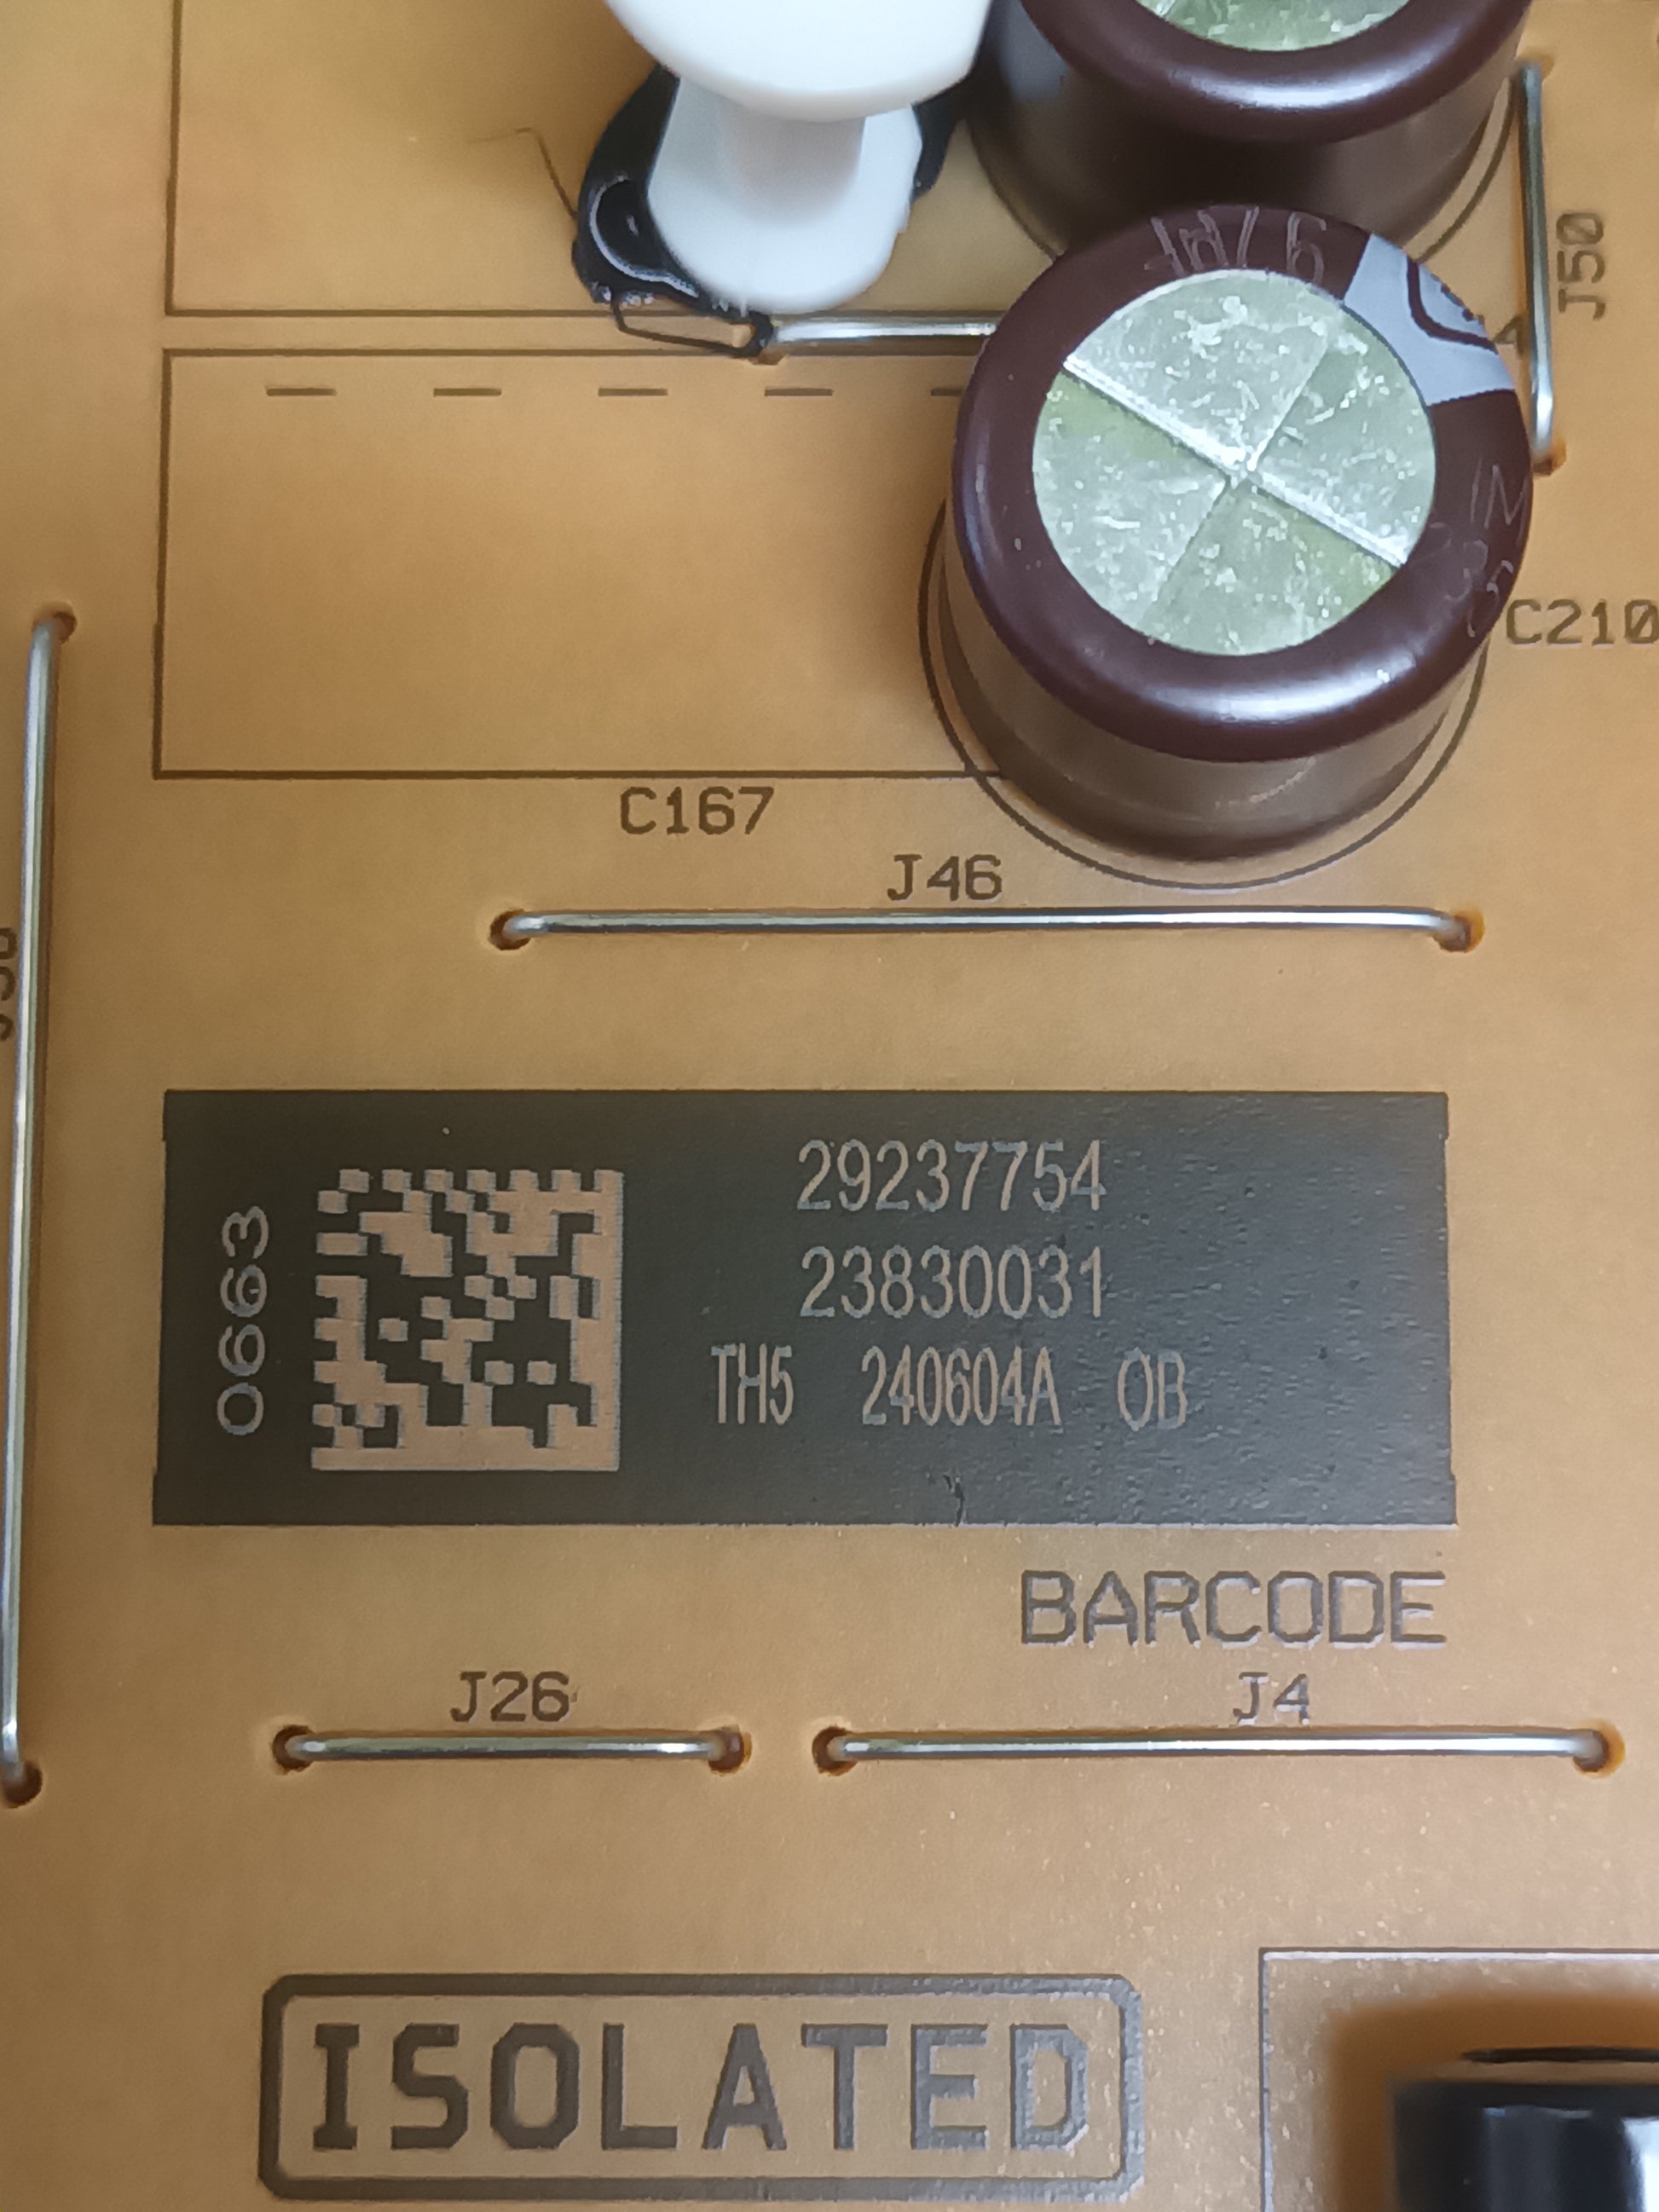 J50
C210
C167
J46
0663
29237754
23830031
TH5 240604A OB
BARCODE
J26
J4
ISOLATED